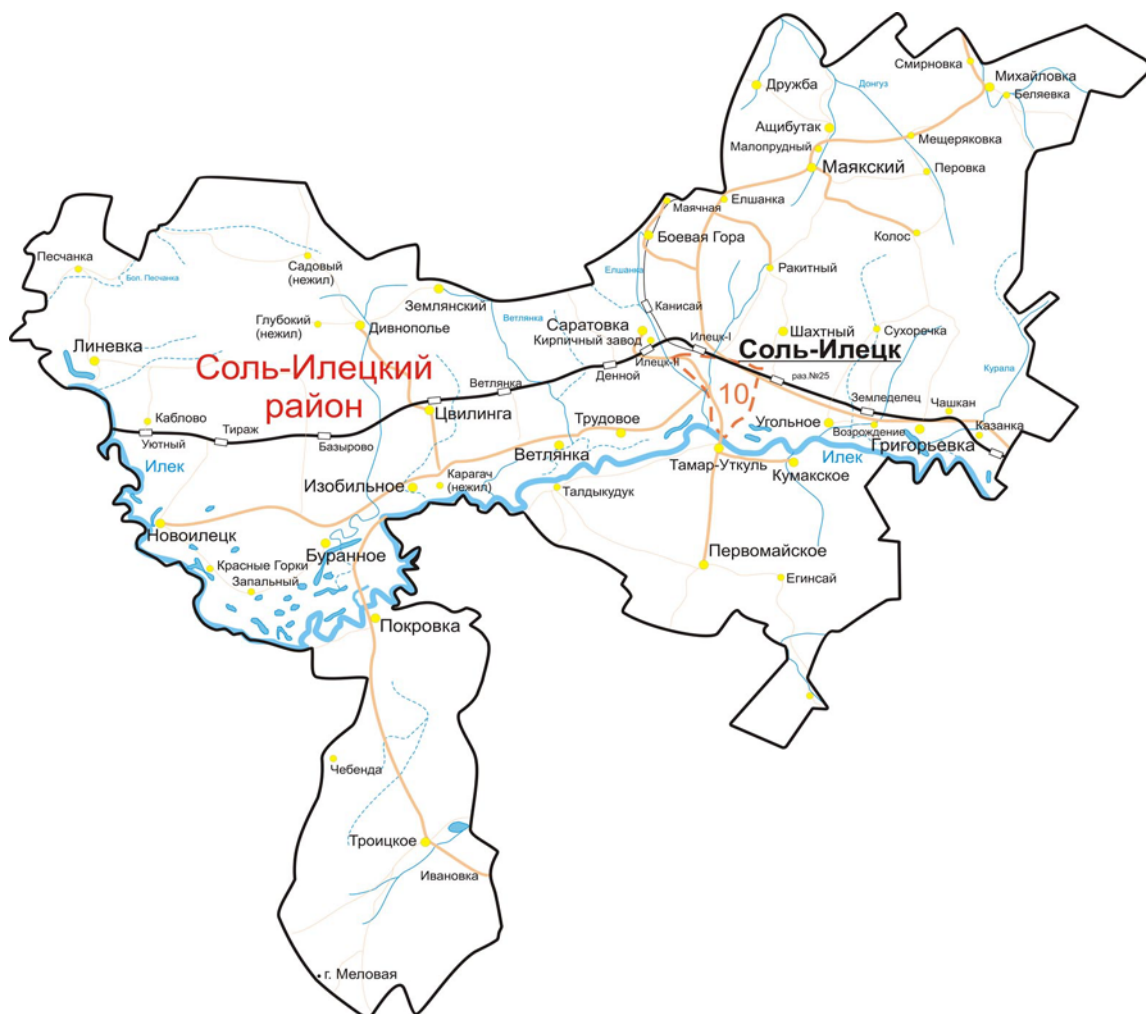 Смирновка
Михайловка
Беляевка
Дружба
Донгуз
Ащибутак
Мещеряковка
Малопрудный
Маякский
Перовка
Маячная
Елшанка
Боевая Гора
Колос
Песчанка
Садовый
(нежил)
Бол. Песчанка
Елшанка
Ракитный
Землянский
Канисай
Ветлянка
Глубокий
(нежил)
Дивнополье
Саратовка
Кирпичный завод
Илецк-I
Шахтный
Сухоречка
Линевка
Соль-Илецк
Соль-Илецкий
район
Илецк-II
Денной
раз.№25
Курала
10
Ветлянка
Земледелец
Чашкан
Каблово
Цвилинга
Трудовое
Угольное
Возрождение
Казанка
Уютный
Тираж
Базырово
Григорьевка
Илек
Ветлянка
Тамар-Уткуль
Илек
Кумакское
Карагач
(нежил)
Изобильное
Талдыкудук
Новоилецк
Буранное
Первомайское
Красные Горки
Запальный
Егинсай
Покровка
Чебенда
Троицкое
Ивановка
г. Меловая